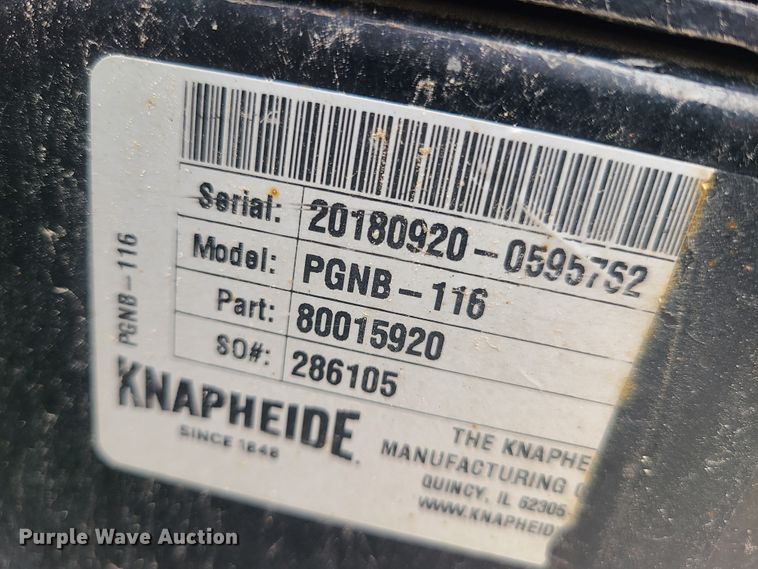 Serial: 20180920-0595752
Model: PGNB-116
Part: 80015920
SO#: 286105
PGNB-116
KNAPHEIDE
SINCE 1848
THE KNAPHE
MANUFACTURING
QUINCY, IL 62305
WWW.KNAPHEID
Purple Wave Auction